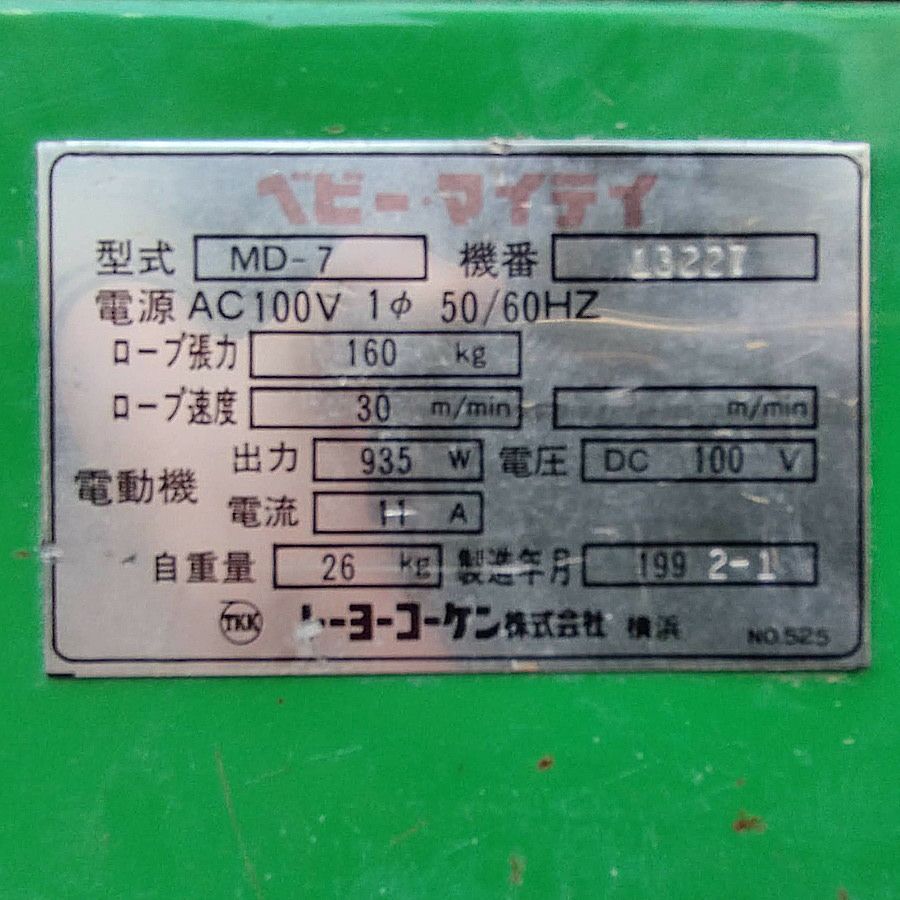 ベビー・マイティ
型式 MD-7 機番 13227
電源 AC100V 1φ 50/60HZ
ロープ張力 160 kg
ロープ速度 30 m/min m/min
電動機 出力 935 W 電圧 DC 100 V
電流 11 A
自重量 26 kg 製造年月 1992-1
TKK トーヨーコーケン株式会社 横浜 NO.525